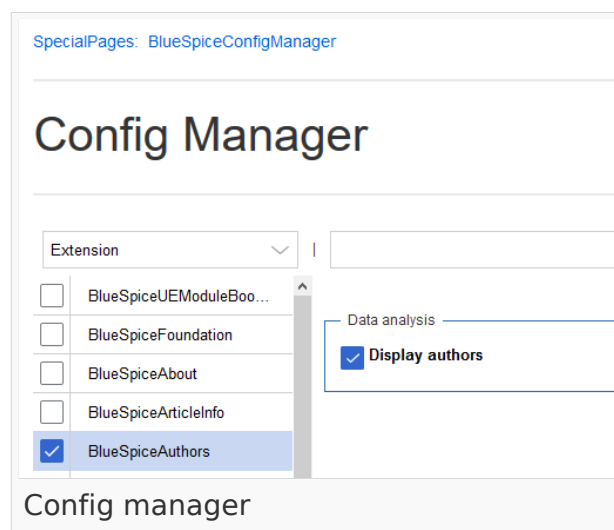 SpecialPages: BlueSpiceConfigManager
Config Manager
Extension |
BlueSpiceUEModuleBoo...
BlueSpiceFoundation
BlueSpiceAbout
BlueSpiceArticleInfo
BlueSpiceAuthors
Data analysis
Display authors
Config manager